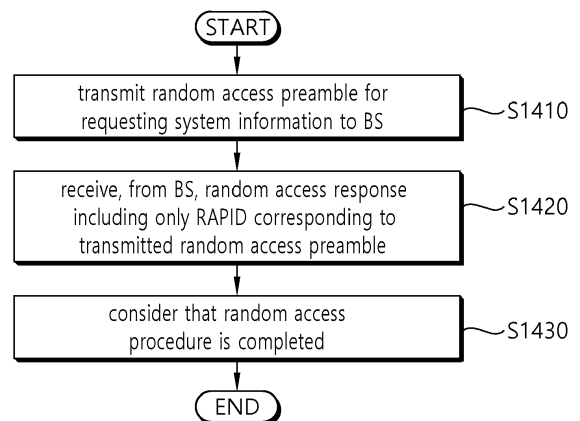 START
transmit random access preamble for
requesting system information to BS
S1410
receive, from BS, random access response
including only RAPID corresponding to
transmitted random access preamble
S1420
consider that random access
procedure is completed
S1430
END